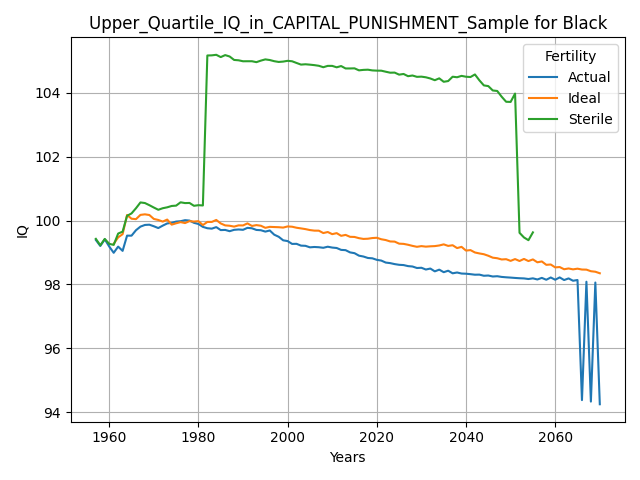 Upper_Quartile_IQ_in_CAPITAL_PUNISHMENT_Sample for Black
Fertility
Actual
Ideal
Sterile
104
102
100
98
96
94
IQ
1960
1980
2000
2020
2040
2060
Years